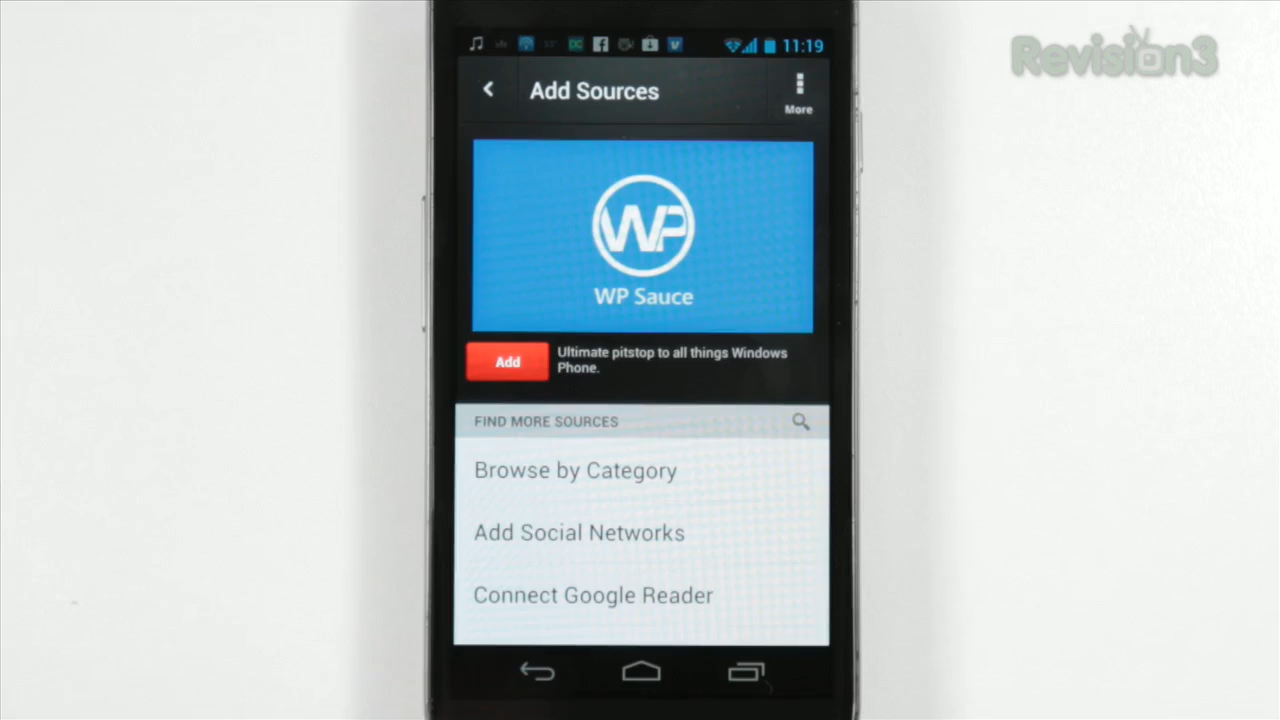 Revision3
11:19
Add Sources
More
WP
WP Sauce
Add
Ultimate pitstop to all things Windows
Phone.
FIND MORE SOURCES
Browse by Category
Add Social Networks
Connect Google Reader